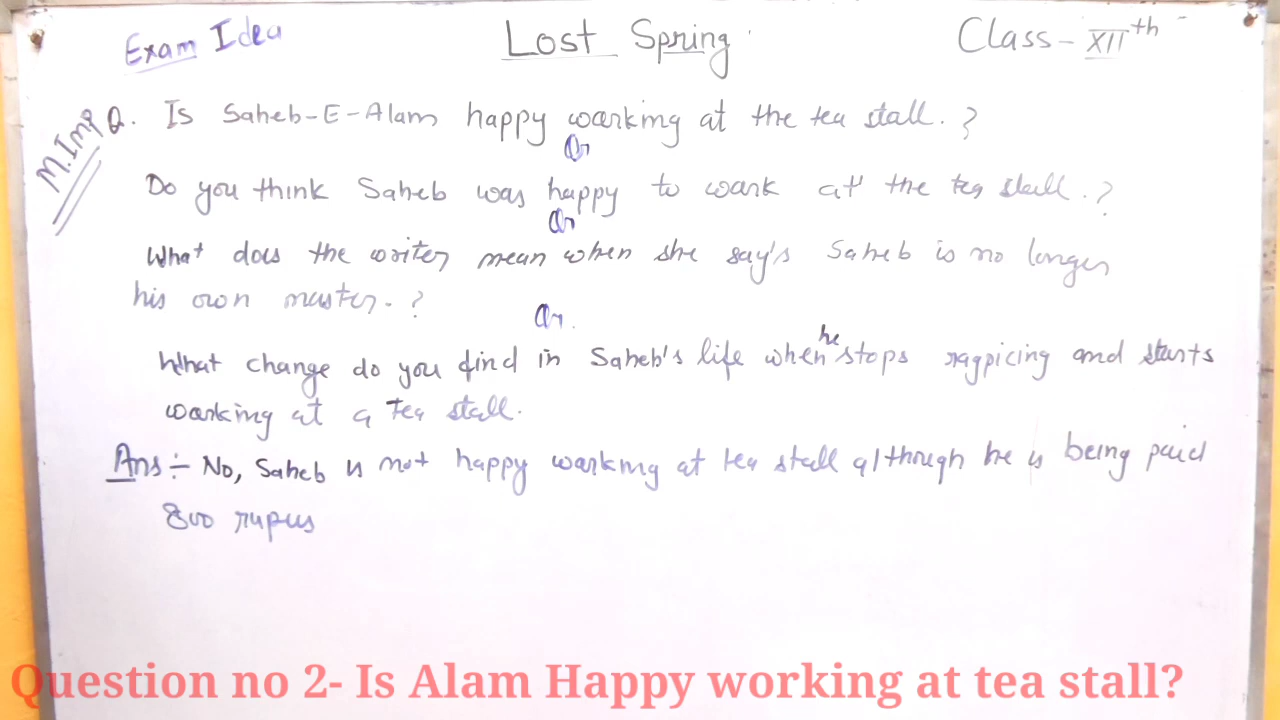 Exam Idea Lost Spring Class - XIIth
M.Imp Q. Is Saheb-E-Alam happy working at the tea stall.?
Or
Do you think Saheb was happy to work at the tea stall.?
Or
What does the writer mean when she say's Saheb is no longer
his own master.?
Or.
What change do you find in Saheb's life when he stops ragpicing and starts
working at a Tea stall.
Ans :- No, Saheb is not happy working at tea stall although he is being paid
800 rupees
Question no 2- Is Alam Happy working at tea stall?